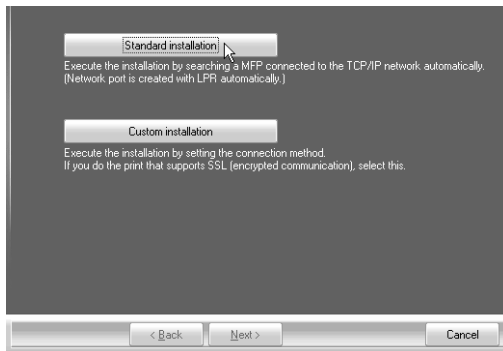 Standard installation
Execute the installation by searching a MFP connected to the TCP/IP network automatically.
(Network port is created with LPR automatically.)
Custom installation
Execute the installation by setting the connection method.
If you do the print that supports SSL (encrypted communication), select this.
< Back Next > Cancel